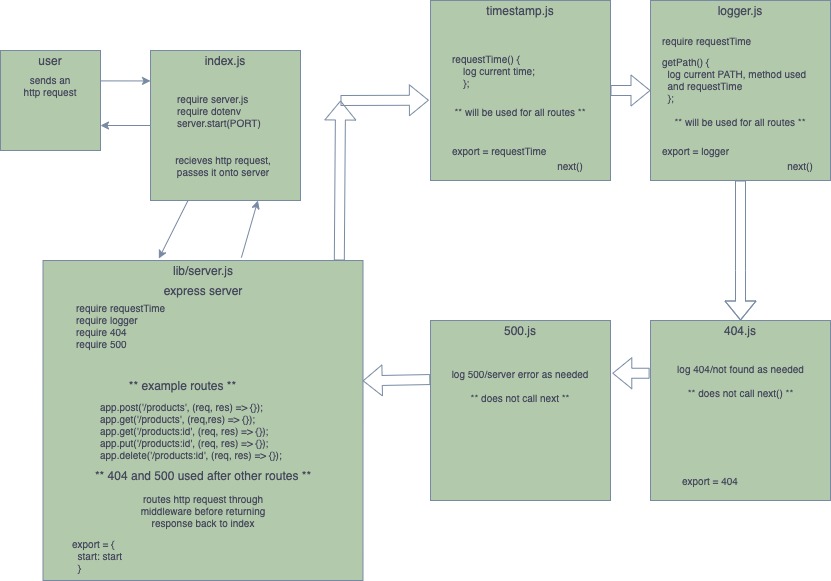 user
sends an
http request
index.js
require server.js
require dotenv
server.start(PORT)
recieves http request,
passes it onto server
timestamp.js
requestTime() {
log current time;
};
** will be used for all routes **
export = requestTime
next()
logger.js
require requestTime
getPath() {
log current PATH, method used
and requestTime
};
** will be used for all routes **
export = logger
next()
lib/server.js
express server
require requestTime
require logger
require 404
require 500
** example routes **
app.post('/products', (req, res) => {});
app.get('/products', (req,res) => {});
app.get('/products:id', (req, res) => {});
app.put('/products:id', (req, res) => {});
app.delete('/products:id', (req, res) => {});
** 404 and 500 used after other routes **
routes http request through
middleware before returning
response back to index
export = {
start: start
}
500.js
log 500/server error as needed
** does not call next **
404.js
log 404/not found as needed
** does not call next() **
export = 404